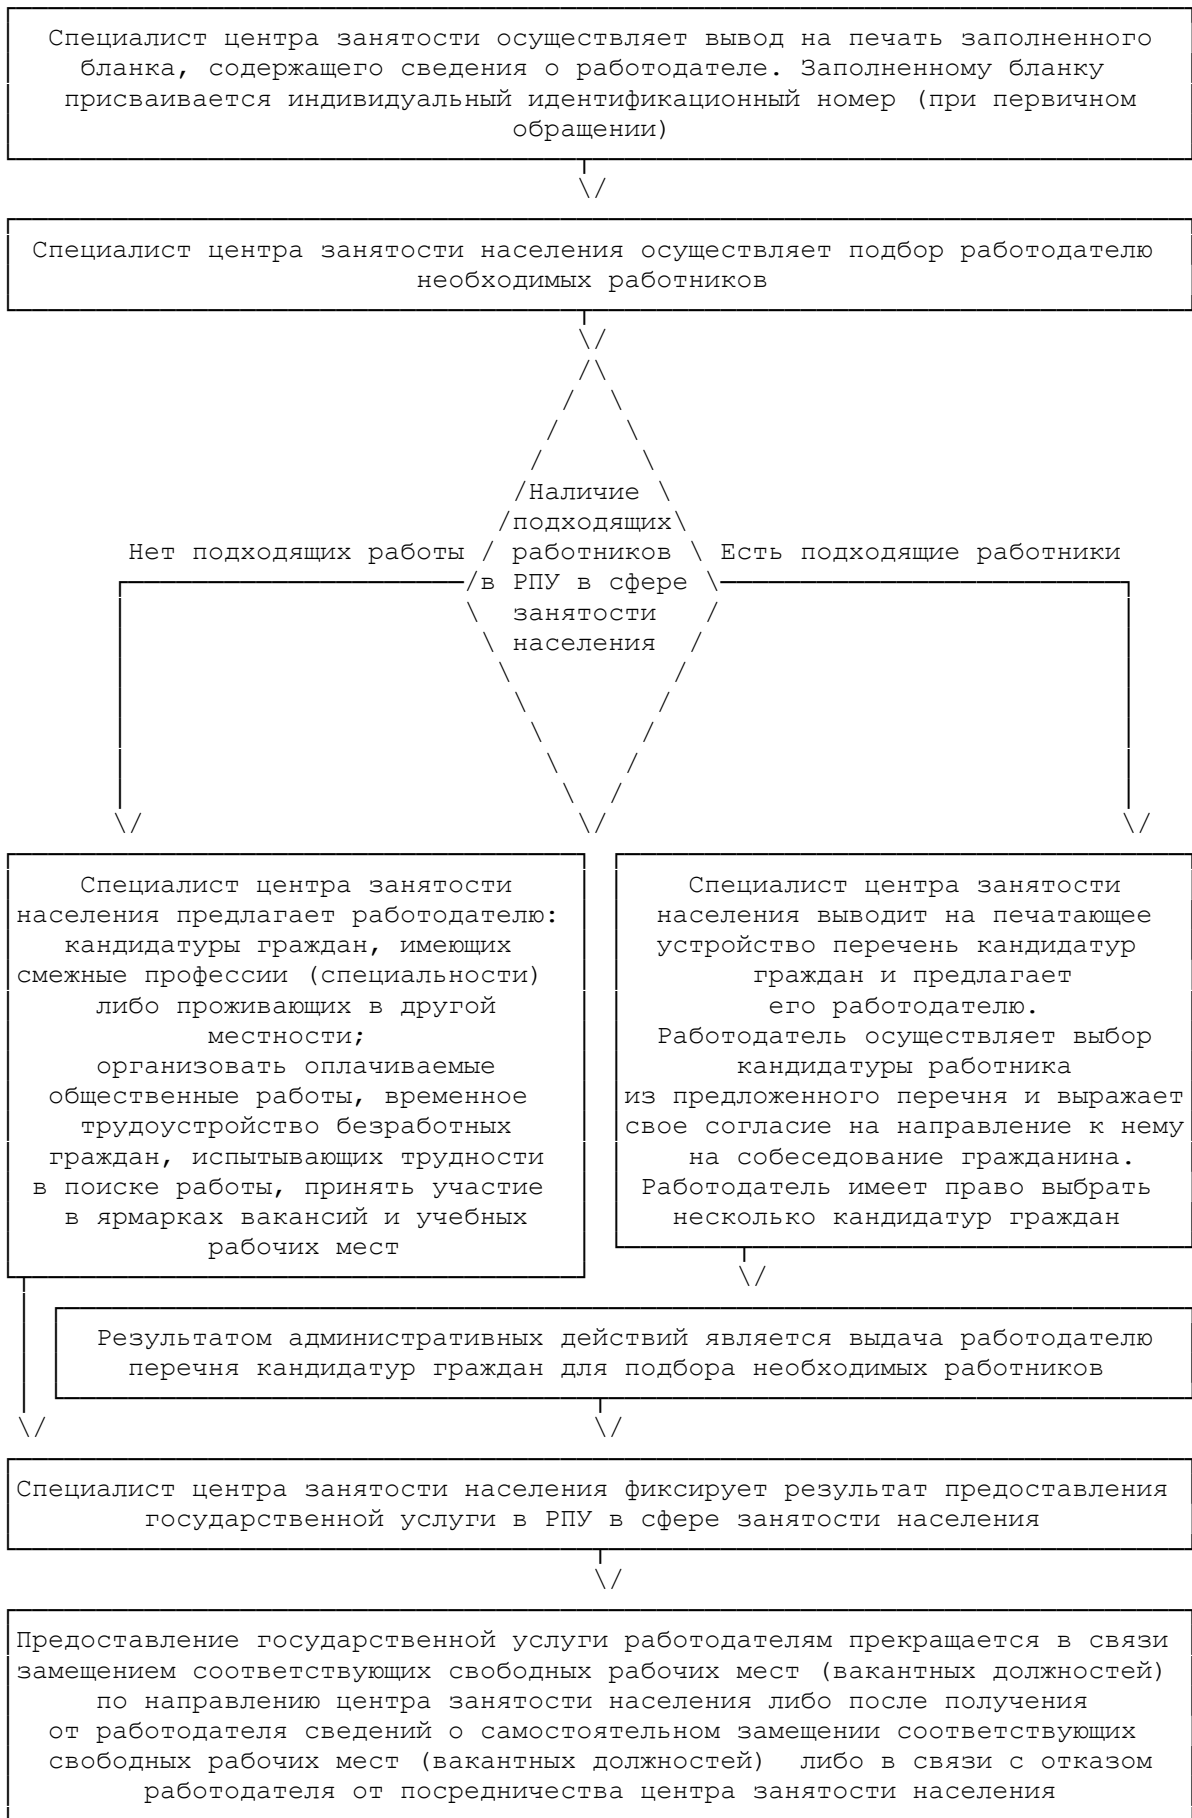 Специалист центра занятости осуществляет вывод на печать заполненного
бланка, содержащего сведения о работодателе. Заполненному бланку
присваивается индивидуальный идентификационный номер (при первичном
обращении)
Специалист центра занятости населения осуществляет подбор работодателю
необходимых работников
Наличие
подходящих
работников
в РПУ в сфере
занятости
населения
Нет подходящих работы
Есть подходящие работники
Специалист центра занятости
населения предлагает работодателю:
кандидатуры граждан, имеющих
смежные профессии (специальности)
либо проживающих в другой
местности;
организовать оплачиваемые
общественные работы, временное
трудоустройство безработных
граждан, испытывающих трудности
в поиске работы, принять участие
в ярмарках вакансий и учебных
рабочих мест
Специалист центра занятости
населения выводит на печатающее
устройство перечень кандидатур
граждан и предлагает
его работодателю.
Работодатель осуществляет выбор
кандидатуры работника
из предложенного перечня и выражает
свое согласие на направление к нему
на собеседование гражданина.
Работодатель имеет право выбрать
несколько кандидатур граждан
Результатом административных действий является выдача работодателю
перечня кандидатур граждан для подбора необходимых работников
Специалист центра занятости населения фиксирует результат предоставления
государственной услуги в РПУ в сфере занятости населения
Предоставление государственной услуги работодателям прекращается в связи
замещением соответствующих свободных рабочих мест (вакантных должностей)
по направлению центра занятости населения либо после получения
от работодателя сведений о самостоятельном замещении соответствующих
свободных рабочих мест (вакантных должностей)  либо в связи с отказом
работодателя от посредничества центра занятости населения